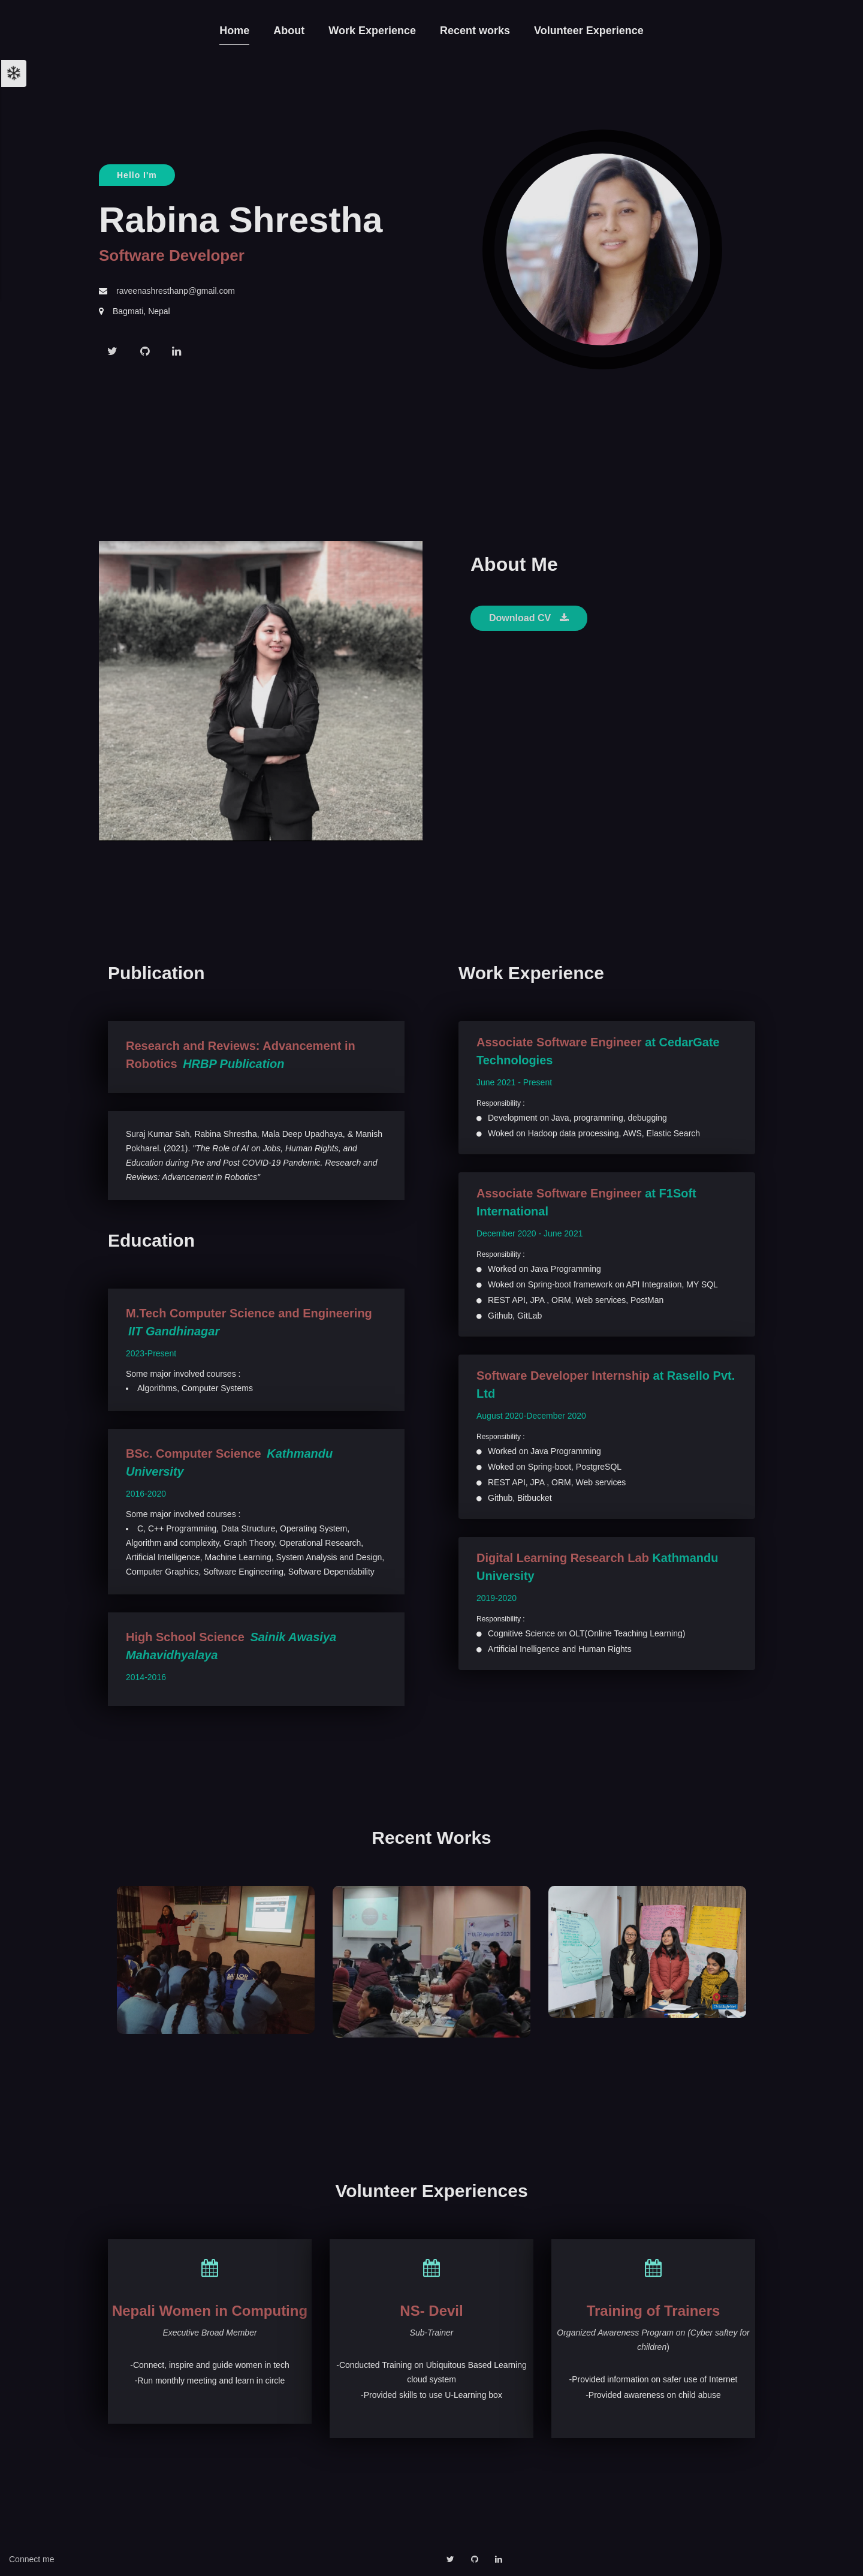 Home About Work Experience Recent works Volunteer Experience
Hello I'm
Rabina Shrestha
Software Developer
raveenashresthanp@gmail.com
Bagmati, Nepal
About Me
Download CV
Publication
Research and Reviews: Advancement in
Robotics HRBP Publication
Suraj Kumar Sah, Rabina Shrestha, Mala Deep Upadhaya, & Manish
Pokharel. (2021). "The Role of AI on Jobs, Human Rights, and
Education during Pre and Post COVID-19 Pandemic. Research and
Reviews: Advancement in Robotics"
Education
M.Tech Computer Science and Engineering
IIT Gandhinagar
2023-Present
Some major involved courses :
• Algorithms, Computer Systems
BSc. Computer Science Kathmandu
University
2016-2020
Some major involved courses :
• C, C++ Programming, Data Structure, Operating System,
Algorithm and complexity, Graph Theory, Operational Research,
Artificial Intelligence, Machine Learning, System Analysis and Design,
Computer Graphics, Software Engineering, Software Dependability
High School Science Sainik Awasiya
Mahavidhyalaya
2014-2016
Work Experience
Associate Software Engineer at CedarGate
Technologies
June 2021 - Present
Responsibility :
Development on Java, programming, debugging
Woked on Hadoop data processing, AWS, Elastic Search
Associate Software Engineer at F1Soft
International
December 2020 - June 2021
Responsibility :
Worked on Java Programming
Woked on Spring-boot framework on API Integration, MY SQL
REST API, JPA , ORM, Web services, PostMan
Github, GitLab
Software Developer Internship at Rasello Pvt.
Ltd
August 2020-December 2020
Responsibility :
Worked on Java Programming
Woked on Spring-boot, PostgreSQL
REST API, JPA , ORM, Web services
Github, Bitbucket
Digital Learning Research Lab Kathmandu
University
2019-2020
Responsibility :
Cognitive Science on OLT(Online Teaching Learning)
Artificial Inelligence and Human Rights
Recent Works
Volunteer Experiences
Nepali Women in Computing
Executive Broad Member
-Connect, inspire and guide women in tech
-Run monthly meeting and learn in circle
NS- Devil
Sub-Trainer
-Conducted Training on Ubiquitous Based Learning
cloud system
-Provided skills to use U-Learning box
Training of Trainers
Organized Awareness Program on (Cyber saftey for
children)
-Provided information on safer use of Internet
-Provided awareness on child abuse
Connect me